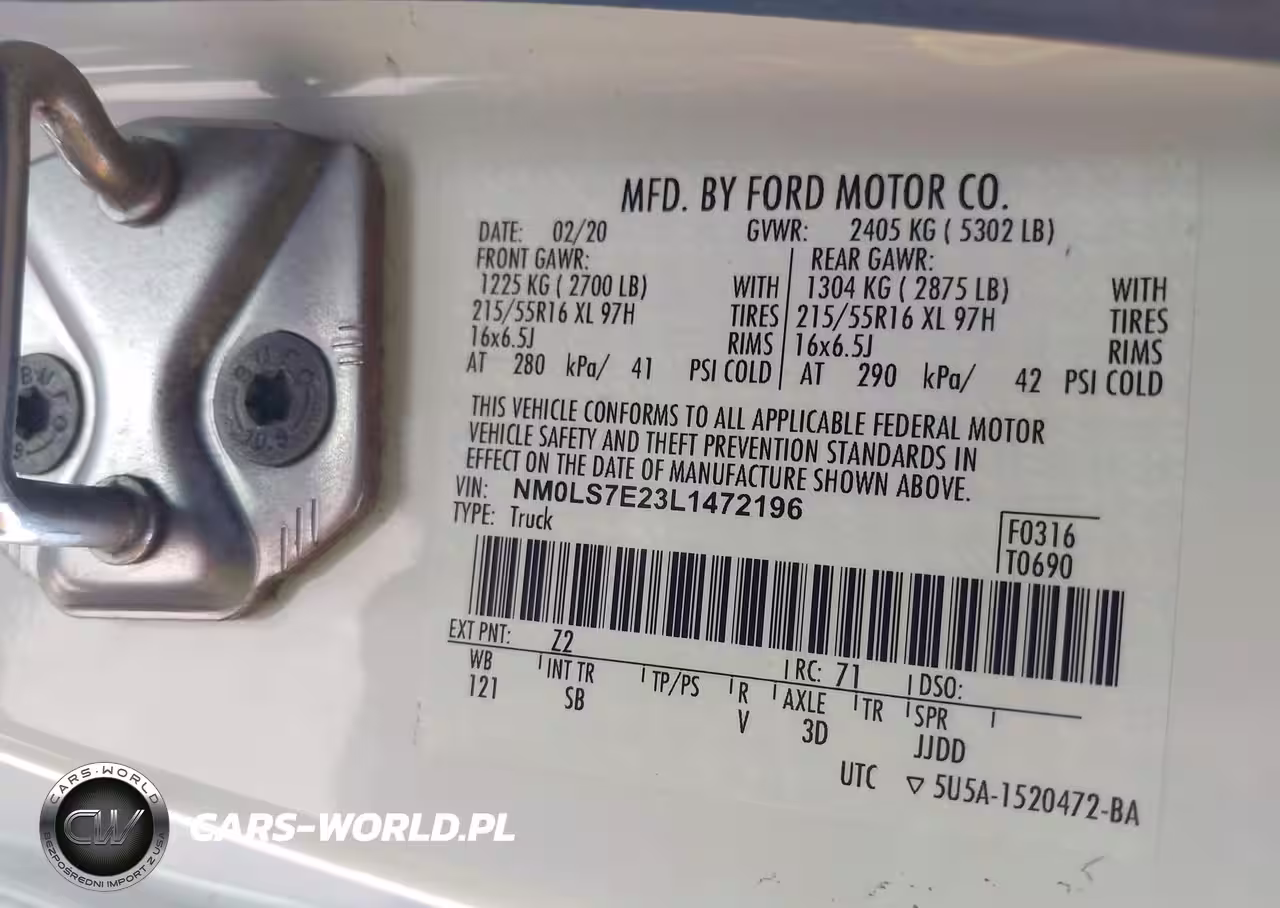 MFD. BY FORD MOTOR CO.
DATE: 02/20 GVWR: 2405 KG ( 5302 LB)
FRONT GAWR: REAR GAWR:
1225 KG ( 2700 LB) WITH 1304 KG ( 2875 LB) WITH
215/55R16 XL 97H TIRES 215/55R16 XL 97H TIRES
16x6.5J RIMS 16x6.5J RIMS
AT 280 kPa/ 41 PSI COLD AT 290 kPa/ 42 PSI COLD
THIS VEHICLE CONFORMS TO ALL APPLICABLE FEDERAL MOTOR
VEHICLE SAFETY AND THEFT PREVENTION STANDARDS IN
EFFECT ON THE DATE OF MANUFACTURE SHOWN ABOVE.
VIN: NM0LS7E23L1472196
TYPE: Truck
F0316
T0690
EXT PNT: Z2 RC: 71 DSO:
WB INT TR TP/PS R AXLE TR SPR
121 SB V 3D JJDD
UTC ▽ 5U5A-1520472-BA
CARS-WORLD
CW
BEZPOŚREDNI IMPORT Z USA
CARS-WORLD.PL